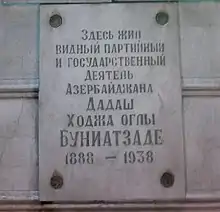 Здесь жил
видный партийный
и государственный
деятель
Азербайджана
Дадаш
Ходжа оглы
Буниатзаде
1888 – 1938